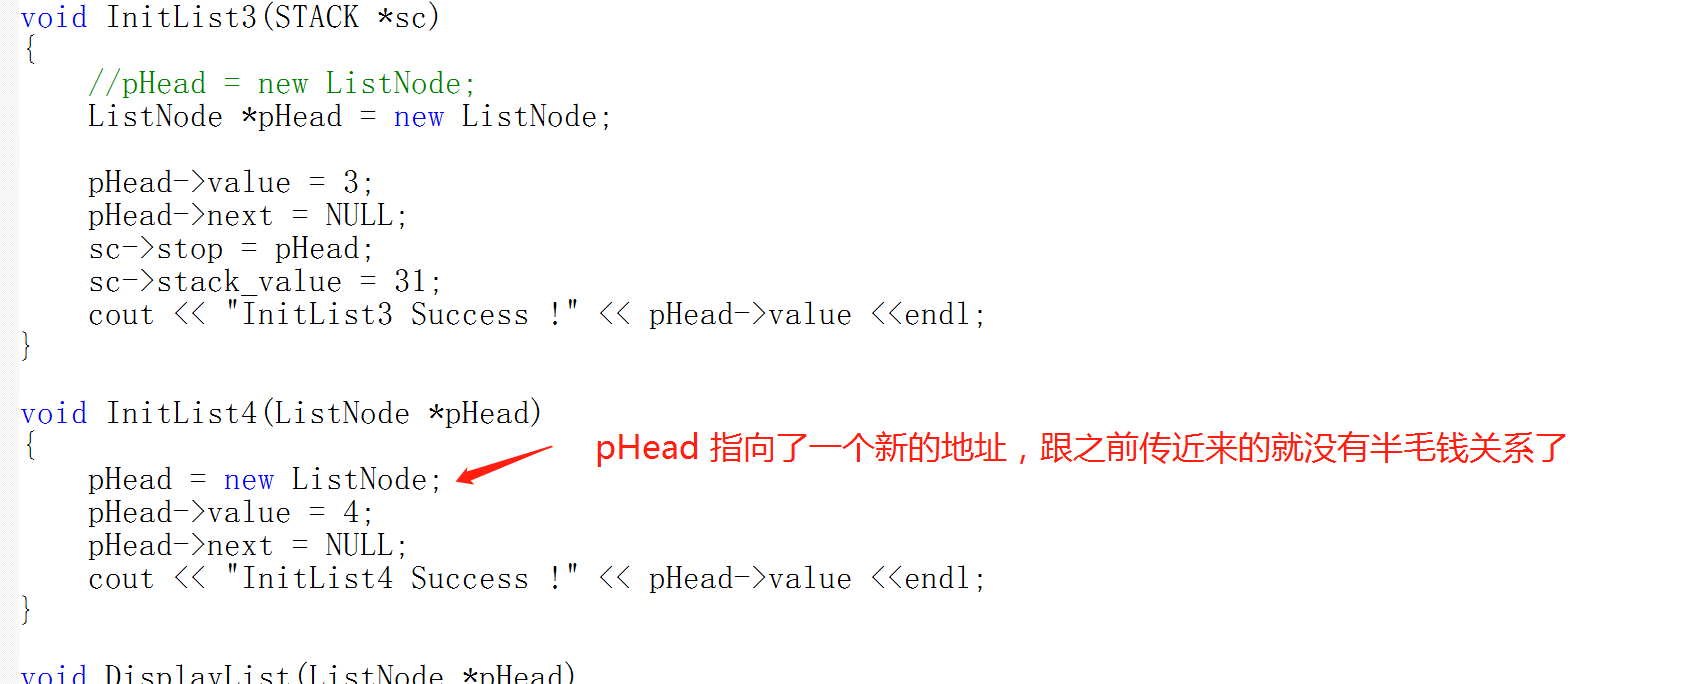 void InitList3(STACK *sc)
{
//pHead = new ListNode;
ListNode *pHead = new ListNode;
pHead->value = 3;
pHead->next = NULL;
sc->stop = pHead;
sc->stack_value = 31;
cout << "InitList3 Success !" << pHead->value <<endl;
}
void InitList4(ListNode *pHead)
{
pHead 指向了一个新的地址，跟之前传近来的就没有半毛钱关系了
pHead = new ListNode;
pHead->value = 4;
pHead->next = NULL;
cout << "InitList4 Success !" << pHead->value <<endl;
}
void DisplayList(ListNode *pHead)